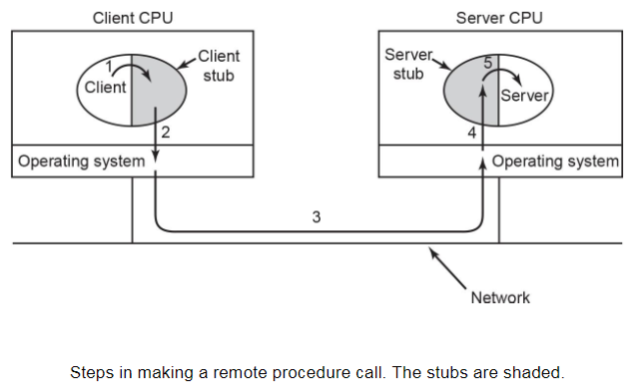 Client CPU
Server CPU
1
Client
Client
stub
Server
stub
5
Server
2
4
Operating system
Operating system
3
Network
Steps in making a remote procedure call. The stubs are shaded.